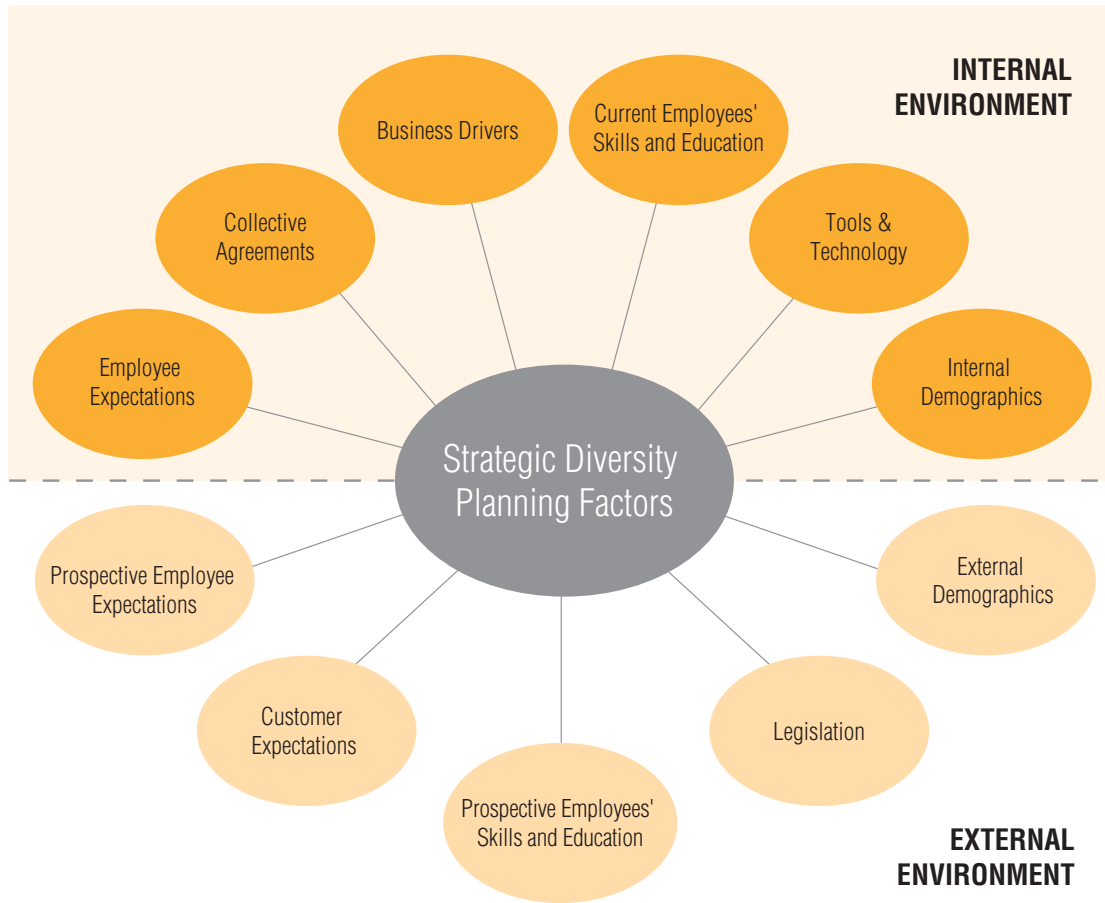 INTERNAL
ENVIRONMENT
Business Drivers
Current Employees'
Skills and Education
Collective
Agreements
Tools &
Technology
Employee
Expectations
Internal
Demographics
Strategic Diversity
Planning Factors
Prospective Employee
Expectations
External
Demographics
Customer
Expectations
Legislation
Prospective Employees'
Skills and Education
EXTERNAL
ENVIRONMENT